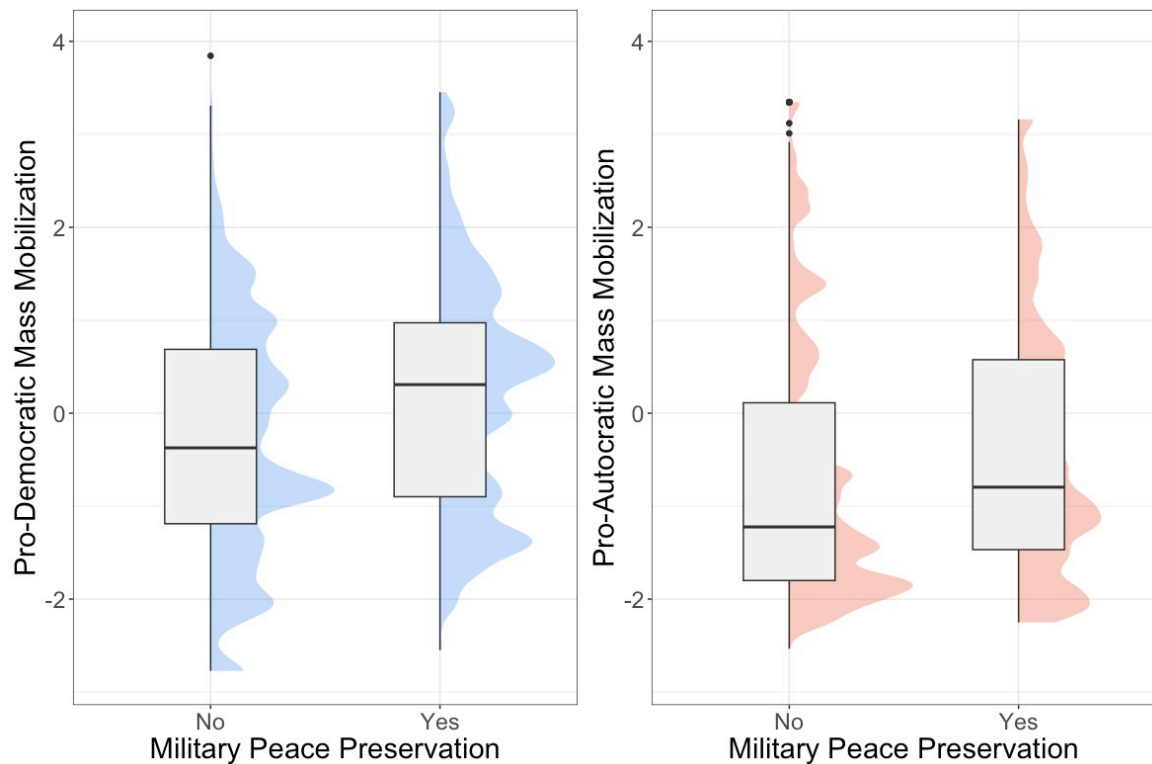 Pro-Democratic Mass Mobilization
4
2
0
-2
No
Yes
Military Peace Preservation
Pro-Autocratic Mass Mobilization
4
2
0
-2
No
Yes
Military Peace Preservation